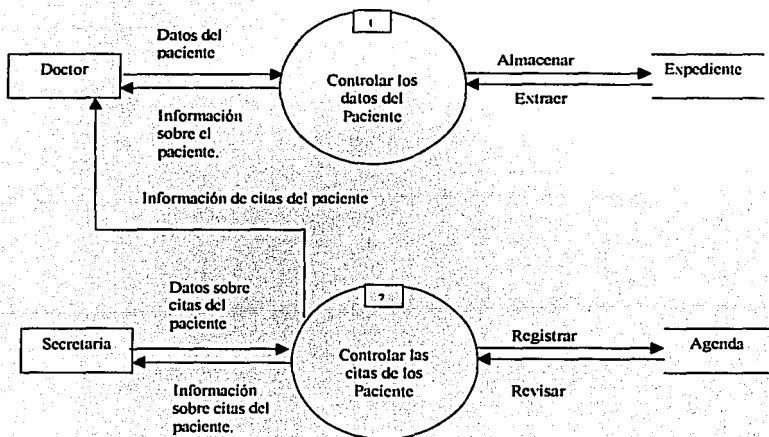 1
Datos del
paciente
Doctor
Controlar los
datos del
Paciente
Almacenar
Extraer
Expediente
Información
sobre el
paciente.
Información de citas del paciente
2
Datos sobre
citas del
paciente
Secretaria
Controlar las
citas de los
Paciente
Registrar
Revisar
Agenda
Información
sobre citas del
paciente.